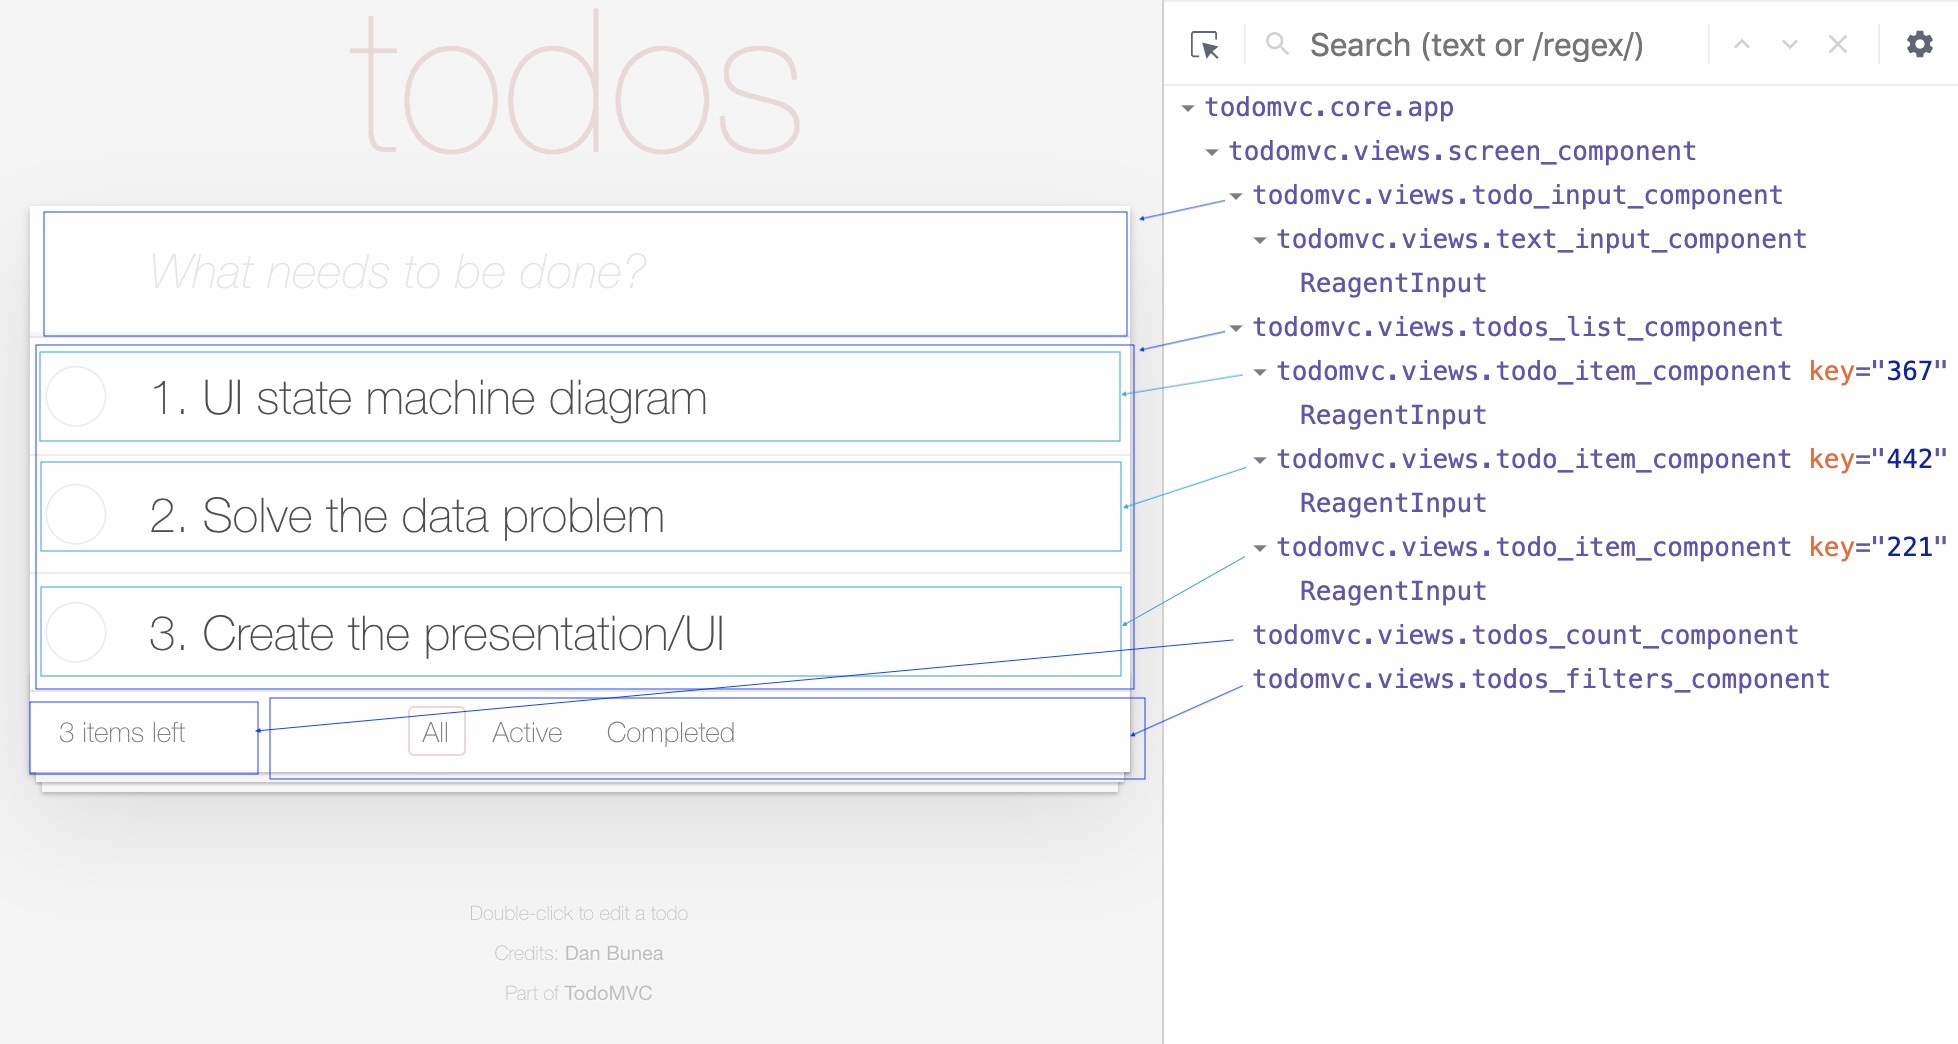 todos
What needs to be done?
1. UI state machine diagram
2. Solve the data problem
3. Create the presentation/UI
3 items left
All
Active
Completed
Double-click to edit a todo
Credits: Dan Bunea
Part of TodoMVC
Search (text or /regex/)
todomvc.core.app
todomvc.views.screen_component
todomvc.views.todo_input_component
todomvc.views.text_input_component
ReagentInput
todomvc.views.todos_list_component
todomvc.views.todo_item_component key="367"
ReagentInput
todomvc.views.todo_item_component key="442"
ReagentInput
todomvc.views.todo_item_component key="221"
ReagentInput
todomvc.views.todos_count_component
todomvc.views.todos_filters_component